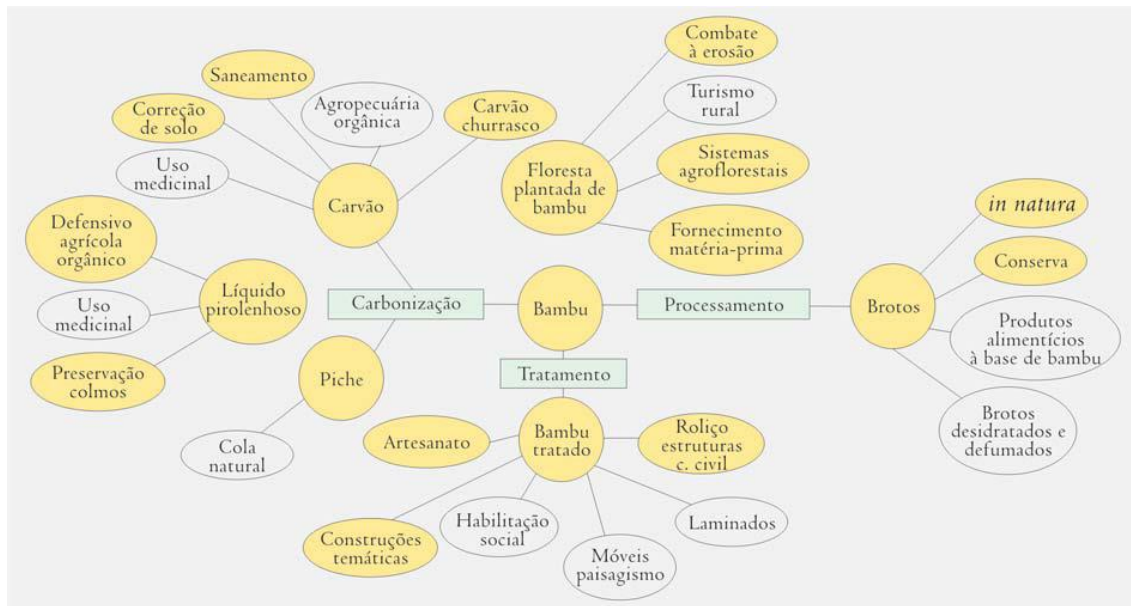 Saneamento
Correção
de solo
Uso
medicinal
Agropecuária
orgânica
Carvão
churrasco
Carvão
Combate
à erosão
Turismo
rural
Sistemas
agroflorestais
Fornecimento
matéria-prima
Floresta
plantada de
bambu
Defensivo
agrícola
orgânico
Uso
medicinal
Preservação
colmos
Líquido
pirolenhoso
Carbonização
Bambu
Processamento
Brotos
in natura
Conserva
Produtos
alimentícios
à base de bambu
Brotos
desidratados e
defumados
Piche
Cola
natural
Tratamento
Bambu
tratado
Artesanato
Roliço
estruturas
c. civil
Construções
temáticas
Habilitação
social
Móveis
paisagismo
Laminados